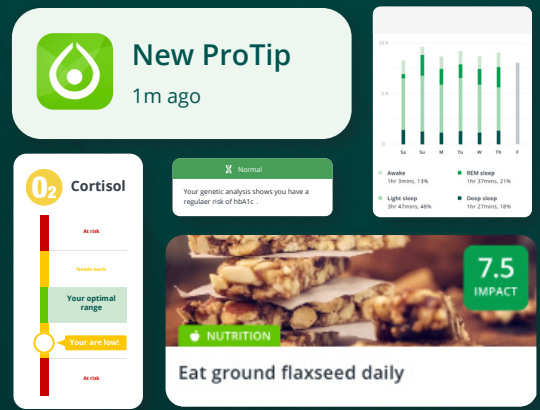 New ProTip
1m ago
10 %
5 %
0
Sa Su M Tu W Th F
Awake
1hr 3mins, 13%
REM sleep
1hr 37mins, 21%
Light sleep
3hr 47mins, 48%
Deep sleep
1hr 27mins, 18%
O2 Cortisol
At risk
Needs work
Your optimal
range
Your are low!
At risk
Normal
Your genetic analysis shows you have a
regulaer risk of hbA1c .
7.5
IMPACT
NUTRITION
Eat ground flaxseed daily